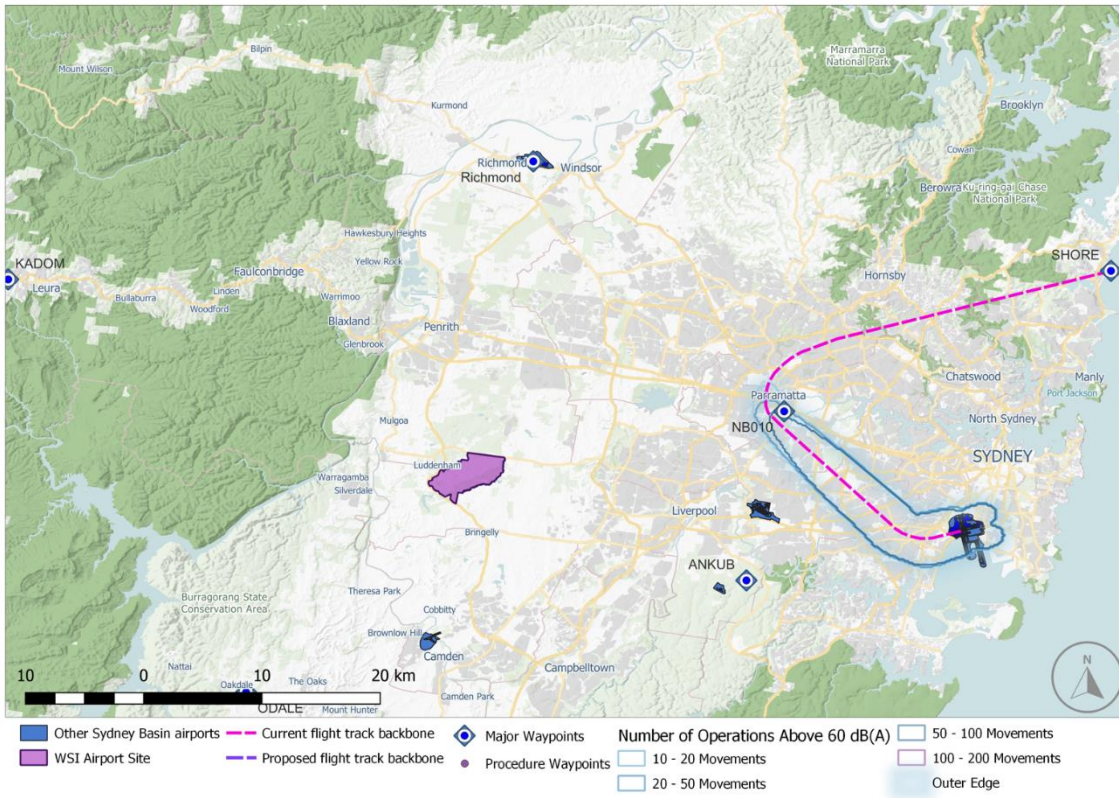 Mount Wilson
Bilpin
Marramarra
National Park
Kurmond
Brooklyn
Richmond
Richmond
Windsor
Cowan
Berowra
Ku-ring-gai Chase
National Park
Hawkesbury Heights
Yellow Rock
KADOM
Leura
Faulconbridge
Hornsby
SHORE
Bullaburra
Linden
Woodford
Warrimoo
Blaxland
Glenbrook
Penrith
Chatswood
Manly
Parramatta
Port Jackson
Mulgoa
NB010
North Sydney
SYDNEY
Luddenham
Warragamba
Silverdale
Liverpool
Bringelly
ANKUB
Burragorang State
Conservation Area
Theresa Park
Cobbitty
Brownlow Hill
Camden
Campbelltown
Nattai
Oakdale
The Oaks
Camden Park
ODALE
Mount Hunter
10 0 10 20 km
N
Other Sydney Basin airports
WSI Airport Site
Current flight track backbone
Proposed flight track backbone
Major Waypoints
Procedure Waypoints
Number of Operations Above 60 dB(A)
10 - 20 Movements
20 - 50 Movements
50 - 100 Movements
100 - 200 Movements
Outer Edge